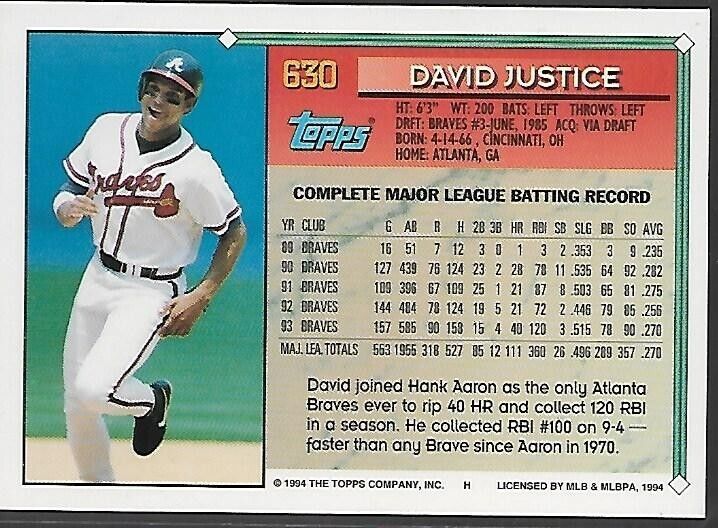 630
DAVID JUSTICE
Topps
HT: 6'3" WT: 200 BATS: LEFT THROWS: LEFT
DRFT: BRAVES #3-JUNE, 1985 ACQ: VIA DRAFT
BORN: 4-14-66, CINCINNATI, OH
HOME: ATLANTA, GA
COMPLETE MAJOR LEAGUE BATTING RECORD
YR CLUB G AB R H 2B 3B HR RBI SB SLG BB SO AVG
89 BRAVES 16 51 7 12 3 0 1 3 2 .353 3 9 .235
90 BRAVES 127 439 76 124 23 2 28 78 11 .535 64 92 .282
91 BRAVES 109 396 67 109 25 1 21 87 8 .503 65 81 .275
92 BRAVES 144 484 78 124 19 5 21 72 2 .446 79 85 .256
93 BRAVES 157 585 90 158 15 4 40 120 3 .515 78 90 .270
MAJ. LEA. TOTALS 553 1955 318 527 85 12 111 360 26 .496 289 357 .270
David joined Hank Aaron as the only Atlanta
Braves ever to rip 40 HR and collect 120 RBI
in a season. He collected RBI #100 on 9-4—
faster than any Brave since Aaron in 1970.
© 1994 THE TOPPS COMPANY, INC. H LICENSED BY MLB & MLBPA, 1994
A
Braves